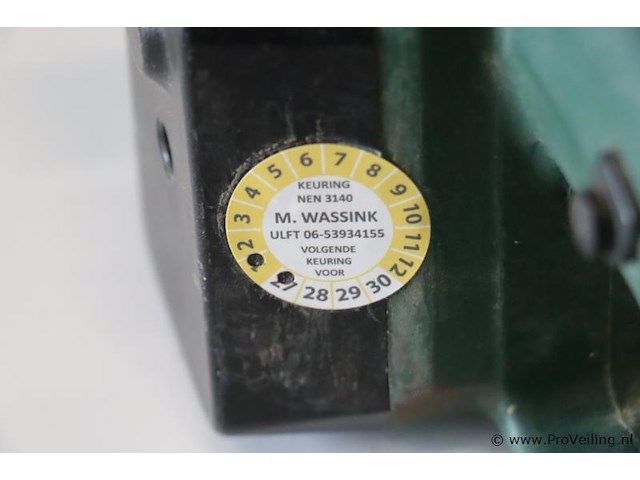 1 2 3 4 5 6 7 8 9 10 11 12
KEURING
NEN 3140
M. WASSINK
ULFT 06-53934155
VOLGENDE
KEURING
VOOR
27 28 29 30
© www.ProVeiling.nl